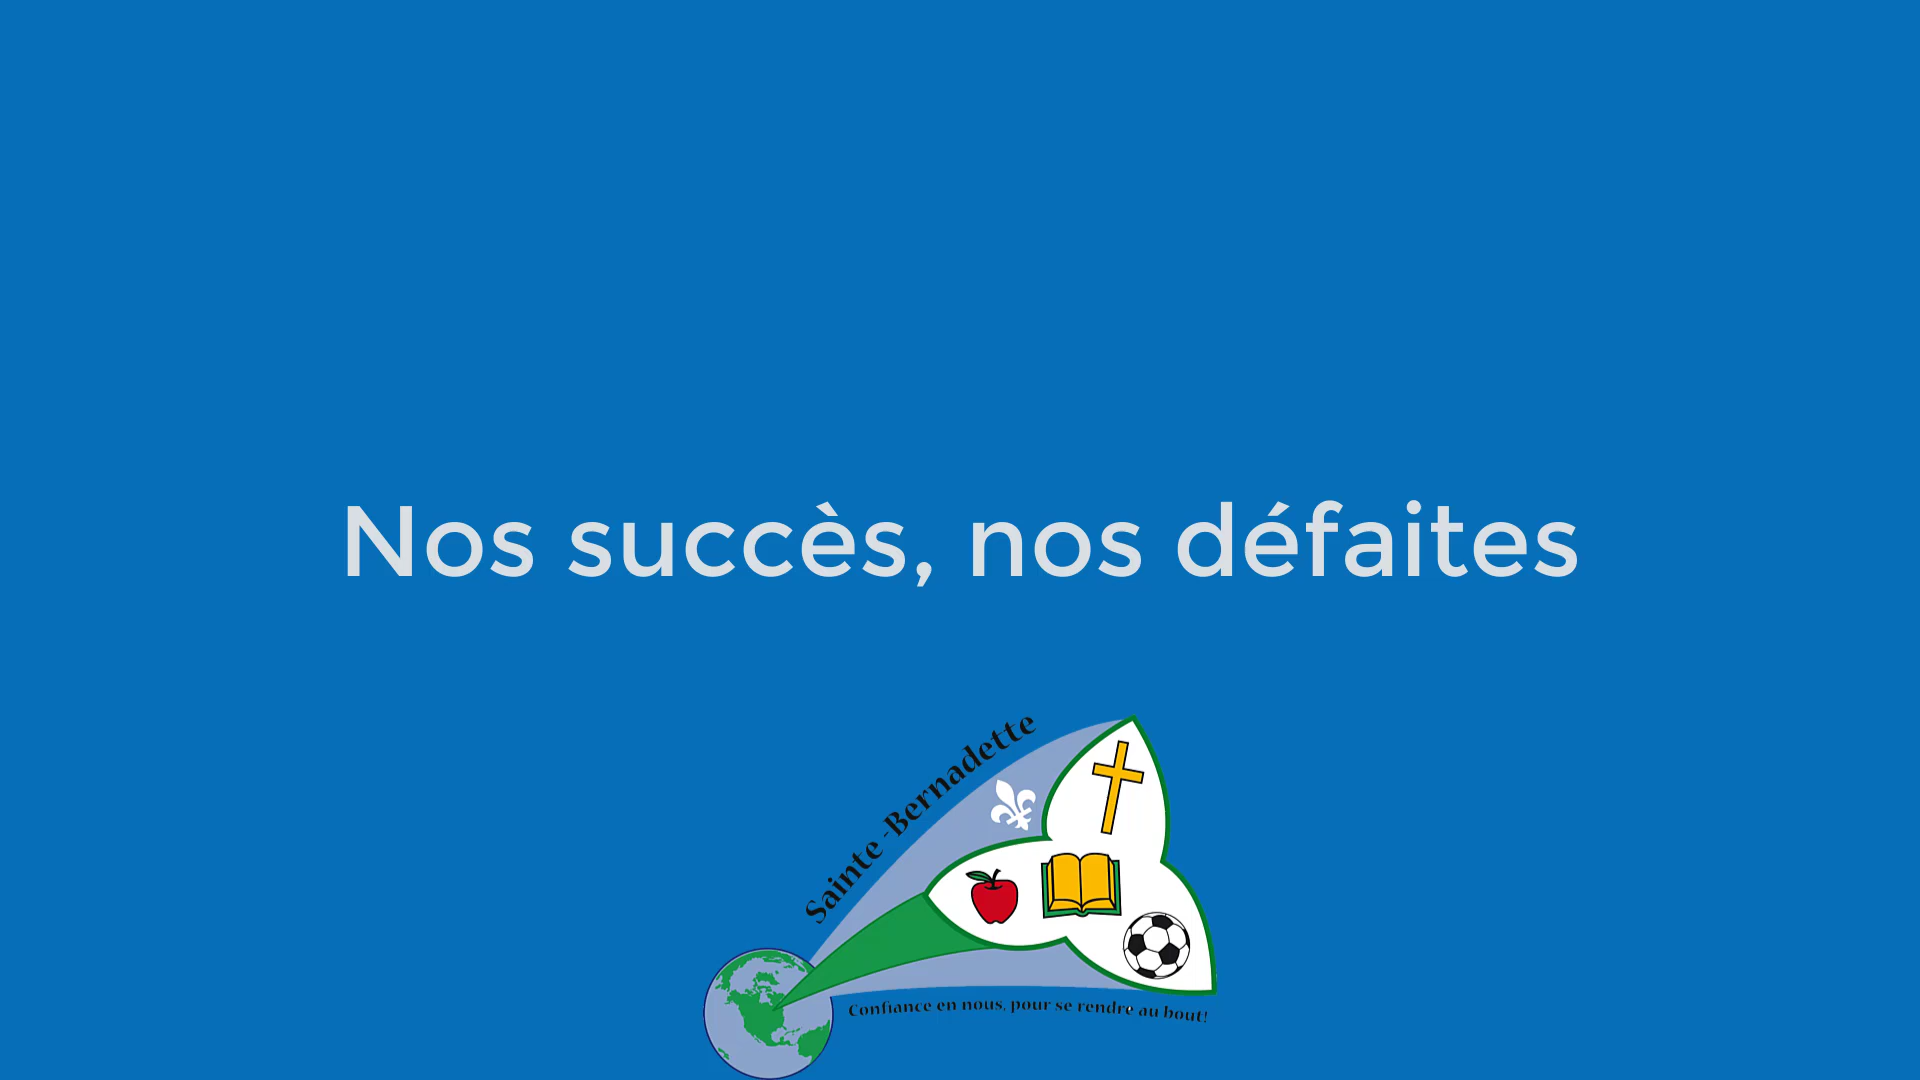 Nos succès, nos défaites
Sainte-Bernadette
Confiance en nous, pour se rendre au bout!